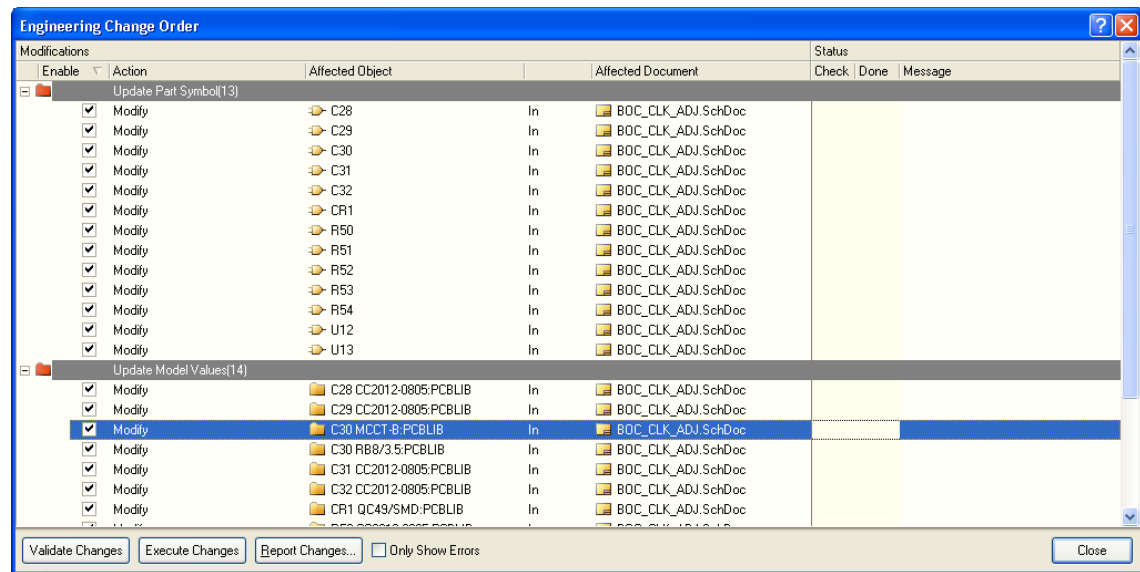 Engineering Change Order
Modifications Status
Enable Action Affected Object Affected Document Check Done Message
Update Part Symbol(13)
Modify C28 In BOC_CLK_ADJ.SchDoc
Modify C29 In BOC_CLK_ADJ.SchDoc
Modify C30 In BOC_CLK_ADJ.SchDoc
Modify C31 In BOC_CLK_ADJ.SchDoc
Modify C32 In BOC_CLK_ADJ.SchDoc
Modify CR1 In BOC_CLK_ADJ.SchDoc
Modify R50 In BOC_CLK_ADJ.SchDoc
Modify R51 In BOC_CLK_ADJ.SchDoc
Modify R52 In BOC_CLK_ADJ.SchDoc
Modify R53 In BOC_CLK_ADJ.SchDoc
Modify R54 In BOC_CLK_ADJ.SchDoc
Modify U12 In BOC_CLK_ADJ.SchDoc
Modify U13 In BOC_CLK_ADJ.SchDoc
Update Model Values(14)
Modify C28 CC2012-0805:PCBLIB In BOC_CLK_ADJ.SchDoc
Modify C29 CC2012-0805:PCBLIB In BOC_CLK_ADJ.SchDoc
Modify C30 MCCT-B:PCBLIB In BOC_CLK_ADJ.SchDoc
Modify C30 RB8/3.5:PCBLIB In BOC_CLK_ADJ.SchDoc
Modify C31 CC2012-0805:PCBLIB In BOC_CLK_ADJ.SchDoc
Modify C32 CC2012-0805:PCBLIB In BOC_CLK_ADJ.SchDoc
Modify CR1 QC49/SMD:PCBLIB In BOC_CLK_ADJ.SchDoc
Validate Changes Execute Changes Report Changes... Only Show Errors Close